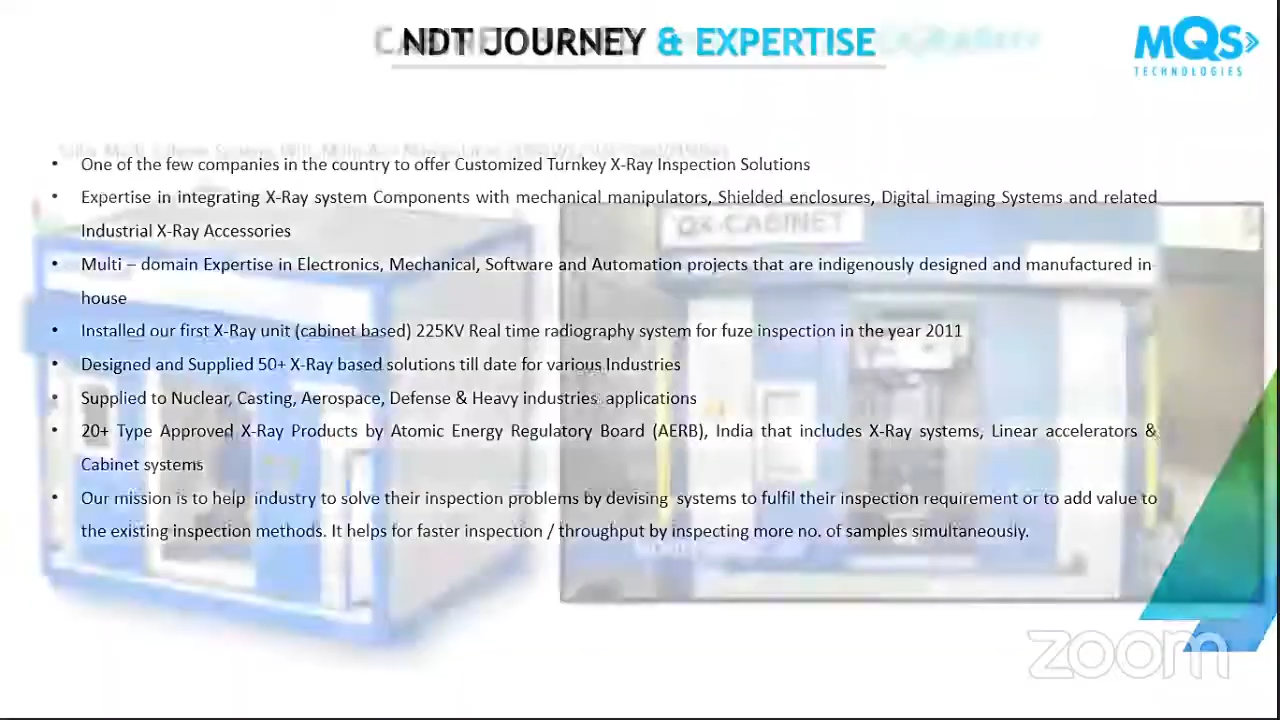 NDT JOURNEY & EXPERTISE
MQS
TECHNOLOGIES
• One of the few companies in the country to offer Customized Turnkey X-Ray Inspection Solutions
• Expertise in integrating X-Ray system Components with mechanical manipulators, Shielded enclosures, Digital imaging Systems and related
Industrial X-Ray Accessories
• Multi – domain Expertise in Electronics, Mechanical, Software and Automation projects that are indigenously designed and manufactured in-
house
• Installed our first X-Ray unit (cabinet based) 225KV Real time radiography system for fuze inspection in the year 2011
• Designed and Supplied 50+ X-Ray based solutions till date for various Industries
• Supplied to Nuclear, Casting, Aerospace, Defense & Heavy industries applications
• 20+ Type Approved X-Ray Products by Atomic Energy Regulatory Board (AERB), India that includes X-Ray systems, Linear accelerators &
Cabinet systems
• Our mission is to help industry to solve their inspection problems by devising systems to fulfil their inspection requirement or to add value to
the existing inspection methods. It helps for faster inspection / throughput by inspecting more no. of samples simultaneously.
DX-CABINET
zoom